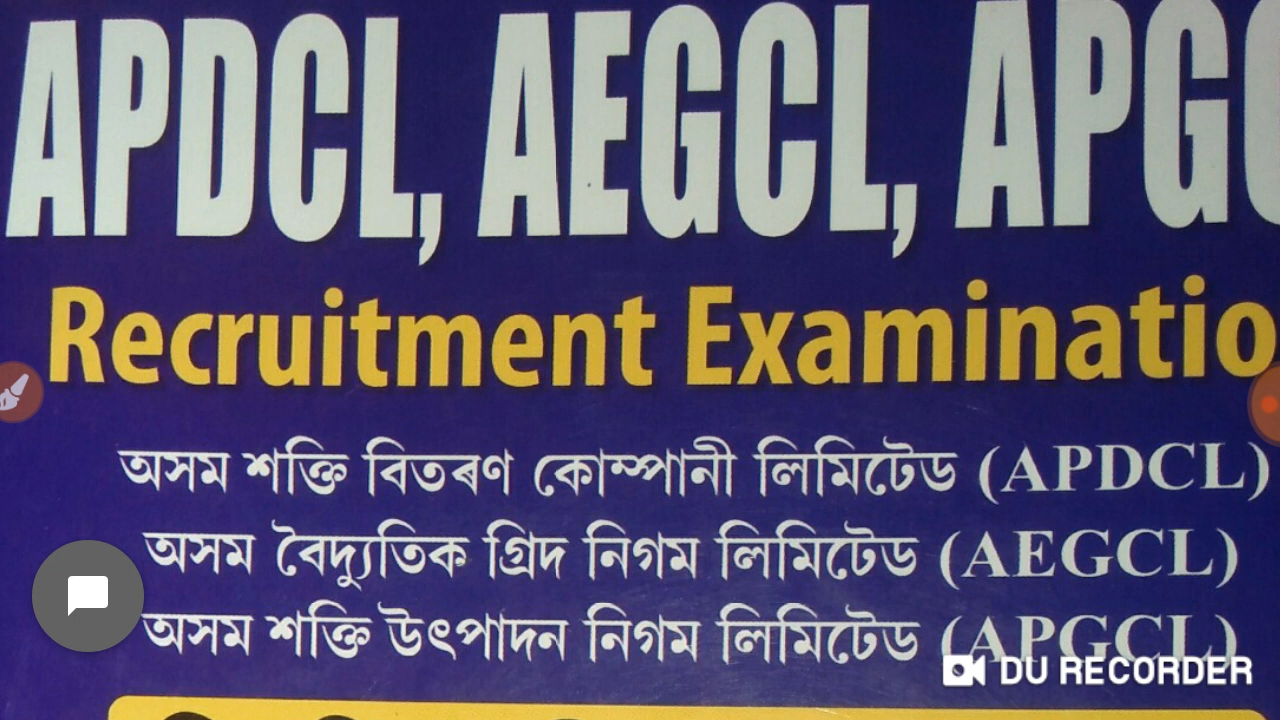 APDCL, AEGCL, APGC
Recruitment Examinatio
অসম শক্তি বিতৰণ কোম্পানী লিমিটেড (APDCL)
অসম বৈদ্যুতিক গ্ৰিদ নিগম লিমিটেড (AEGCL)
অসম শক্তি উৎপাদন নিগম লিমিটেড (APGCL)
DU RECORDER